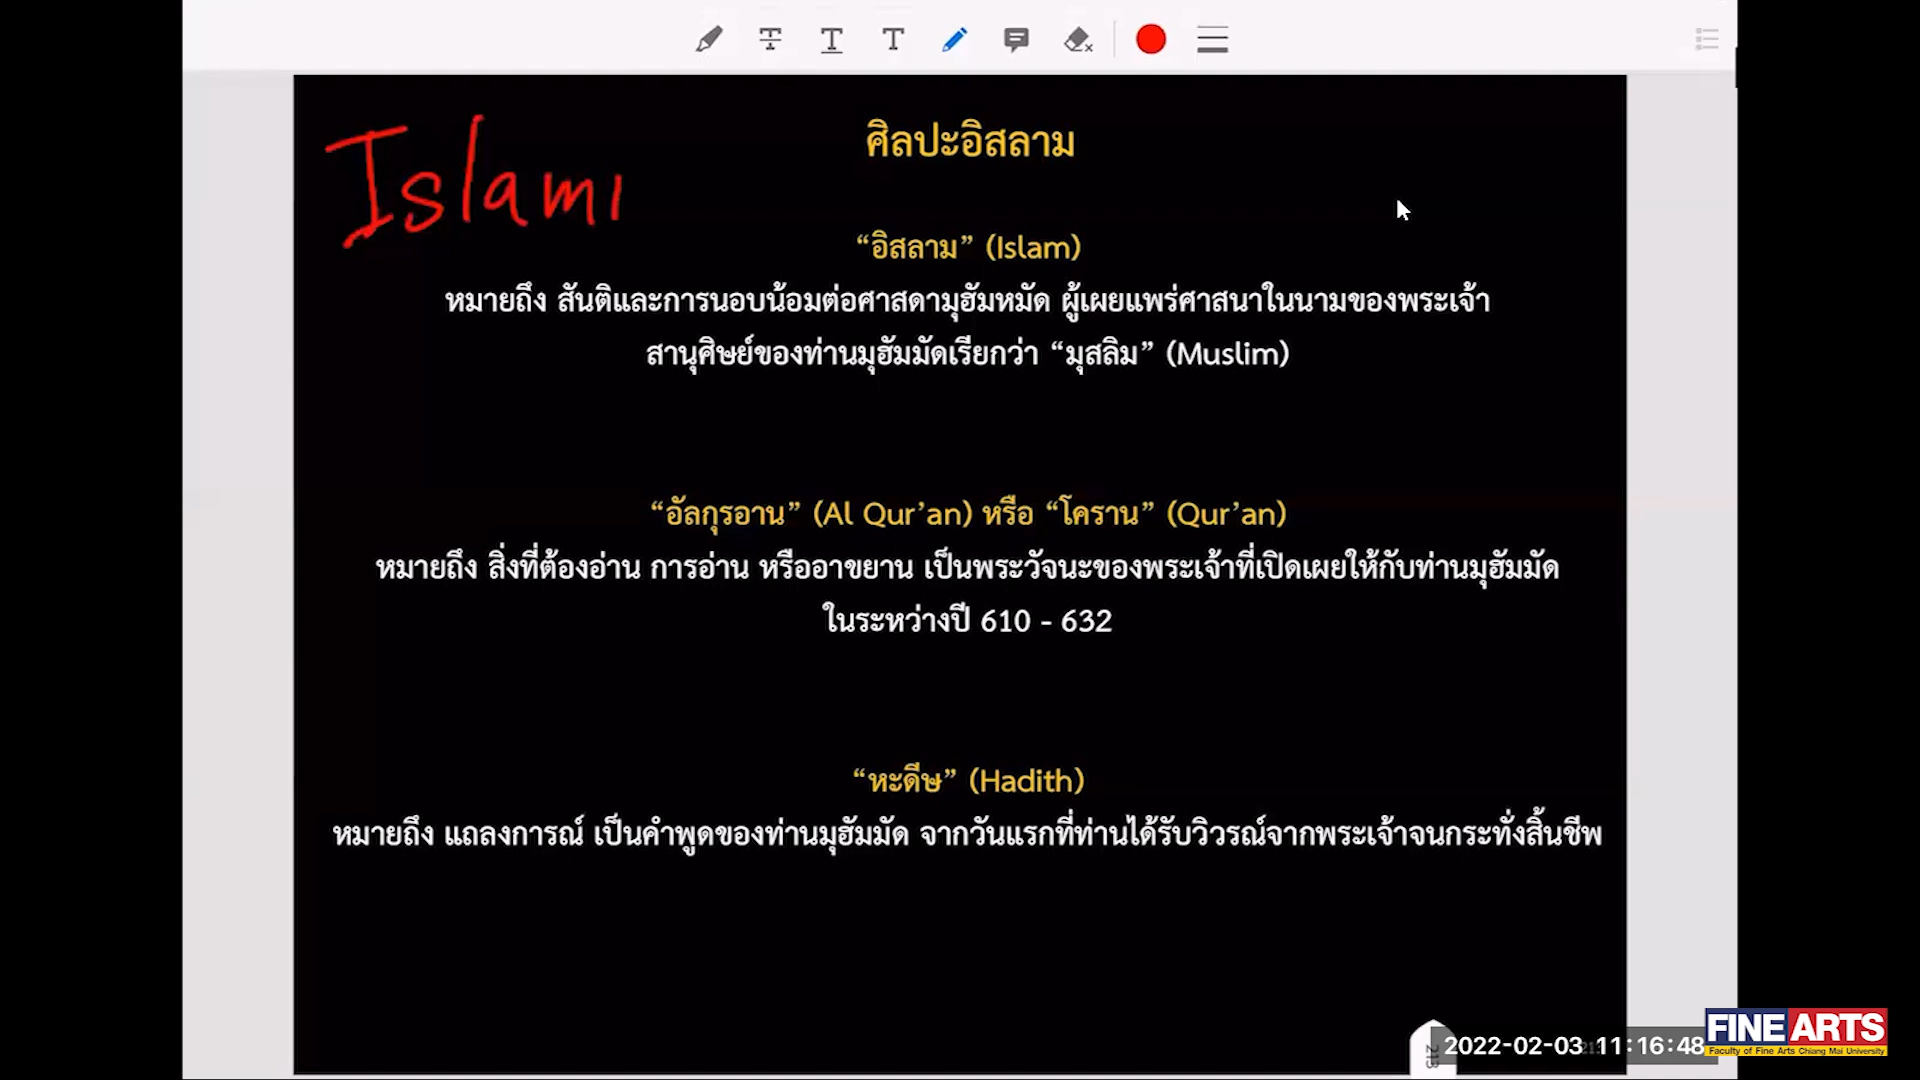 ศิลปะอิสลาม
Islami
“อิสลาม” (Islam)
หมายถึง สันติและการนอบน้อมต่อศาสดามุฮัมหมัด ผู้เผยแพร่ศาสนาในนามของพระเจ้า
สานุศิษย์ของท่านมุฮัมมัดเรียกว่า “มุสลิม” (Muslim)
“อัลกุรอาน” (Al Qur’an) หรือ “โคราน” (Qur’an)
หมายถึง สิ่งที่ต้องอ่าน การอ่าน หรืออาขยาน เป็นพระวัจนะของพระเจ้าที่เปิดเผยให้กับท่านมุฮัมมัด
ในระหว่างปี 610 - 632
“หะดีษ” (Hadith)
หมายถึง แถลงการณ์ เป็นคำพูดของท่านมุฮัมมัด จากวันแรกที่ท่านได้รับวิวรณ์จากพระเจ้าจนกระทั่งสิ้นชีพ
213
2022-02-03 11:16:48
FINE ARTS
Faculty of Fine Arts Chiang Mai University